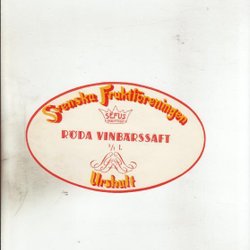 Svenska Fruktföreningen
SEFUS
RÖDA VINBÄRSSAFT
1/1 L.
Urshult